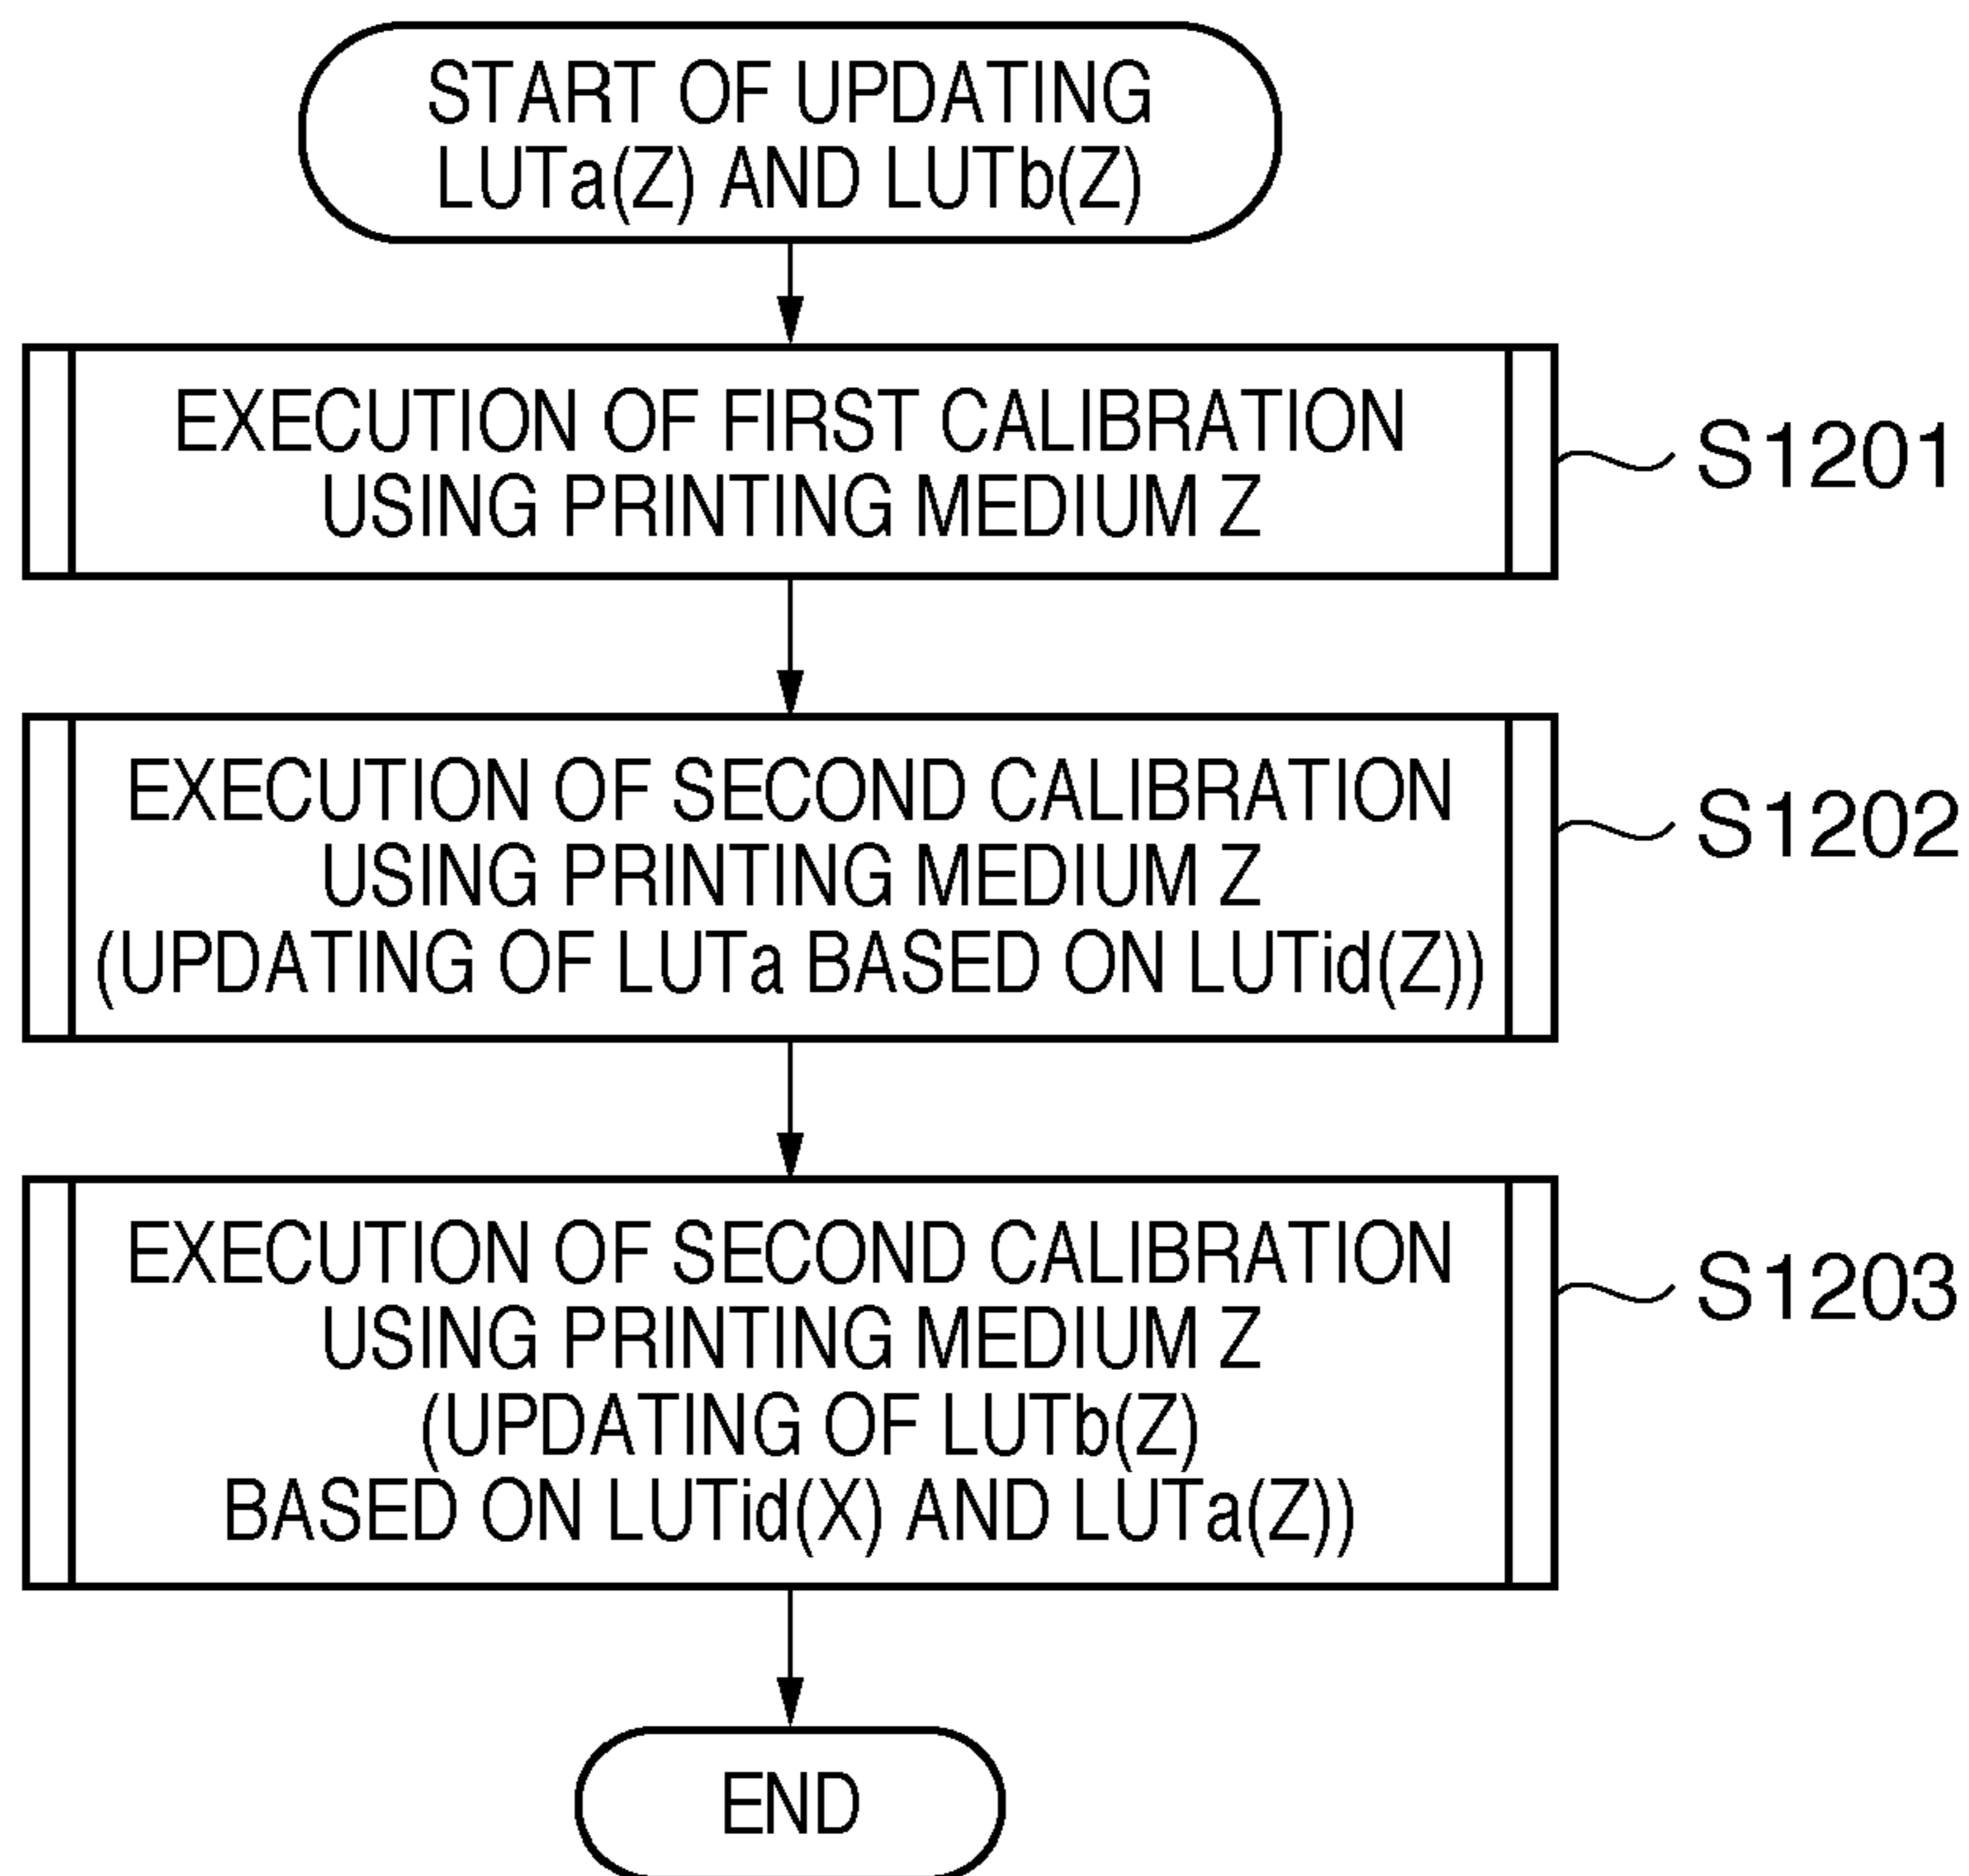 START OF UPDATING
LUTa(Z) AND LUTb(Z)
EXECUTION OF FIRST CALIBRATION
USING PRINTING MEDIUM Z
S1201
EXECUTION OF SECOND CALIBRATION
USING PRINTING MEDIUM Z
(UPDATING OF LUTa BASED ON LUTid(Z))
S1202
EXECUTION OF SECOND CALIBRATION
USING PRINTING MEDIUM Z
(UPDATING OF LUTb(Z)
BASED ON LUTid(X) AND LUTa(Z))
S1203
END